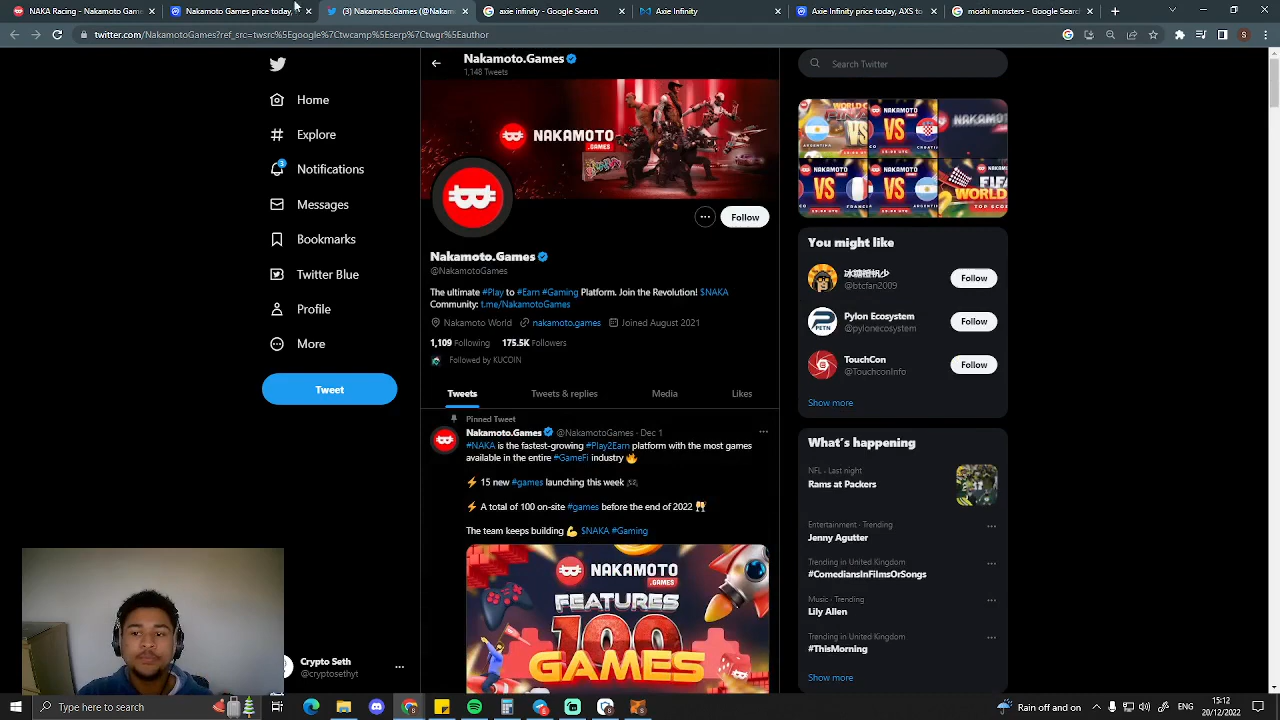 NAKA Racing - Nakamoto Games |
Nakamoto Games price today,
Nakamoto.Games (@Nakam
axie infinity - Google Search
Axie Infinity
Axie Infinity price today, AXS to
moki monsters - Google Search
twitter.com/NakamotoGames?ref_src=twsrc%5Egoogle%7Ctwcamp%5Eserp%7Ctwgr%5Eauthor
S
Nakamoto.Games
1,148 Tweets
Search Twitter
Home
Explore
3
Notifications
Messages
Bookmarks
Twitter Blue
Profile
More
Tweet
NAKAMOTO
.GAMES
Follow
Nakamoto.Games
@NakamotoGames
The ultimate #Play to #Earn #Gaming Platform. Join the Revolution! $NAKA
Community: t.me/NakamotoGames
Nakamoto World nakamoto.games Joined August 2021
1,109 Following 175.5K Followers
Followed by KUCOIN
Tweets
Tweets & replies
Media
Likes
Pinned Tweet
Nakamoto.Games @NakamotoGames · Dec 1
#NAKA is the fastest-growing #Play2Earn platform with the most games
available in the entire #GameFi industry 🔥
⚡ 15 new #games launching this week 🎮
⚡ A total of 100 on-site #games before the end of 2022 🥂
The team keeps building 💪 $NAKA #Gaming
NAKAMOTO
.GAMES
FEATURES
100
GAMES
VS
VS
NAKAMOT
VS
VS
You might like
@btcfan2009
Follow
Pylon Ecosystem
@pylonecosystem
Follow
TouchCon
@TouchconInfo
Follow
Show more
What's happening
NFL · Last night
Rams at Packers
Entertainment · Trending
Jenny Agutter
Trending in United Kingdom
#ComediansInFilmsOrSongs
Music · Trending
Lily Allen
Trending in United Kingdom
#ThisMorning
Show more
Crypto Seth
@cryptosethyt
Type here to search
Rain off and on
ENG
15:12
20/12/2022